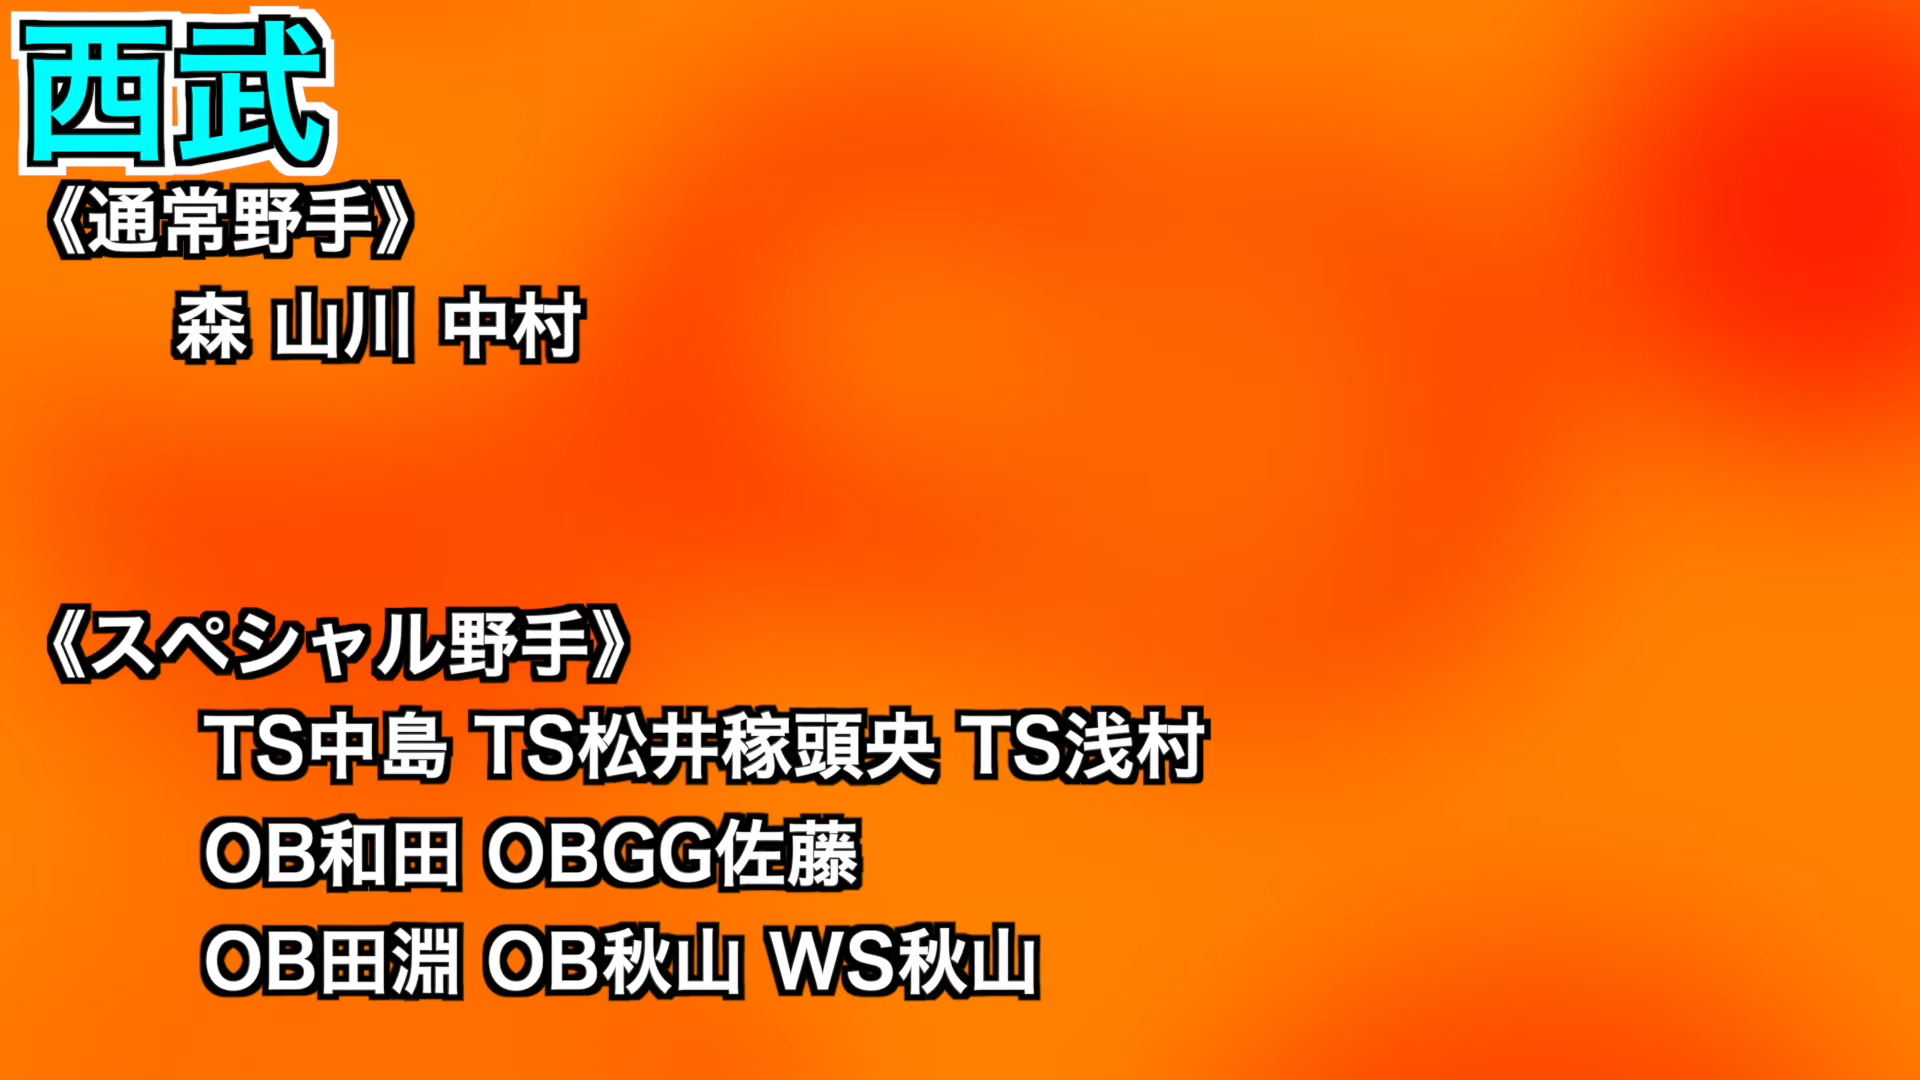 西武
《通常野手》
森 山川 中村
《スペシャル野手》
TS中島 TS松井稼頭央 TS浅村
OB和田 OBGG佐藤
OB田淵 OB秋山 WS秋山